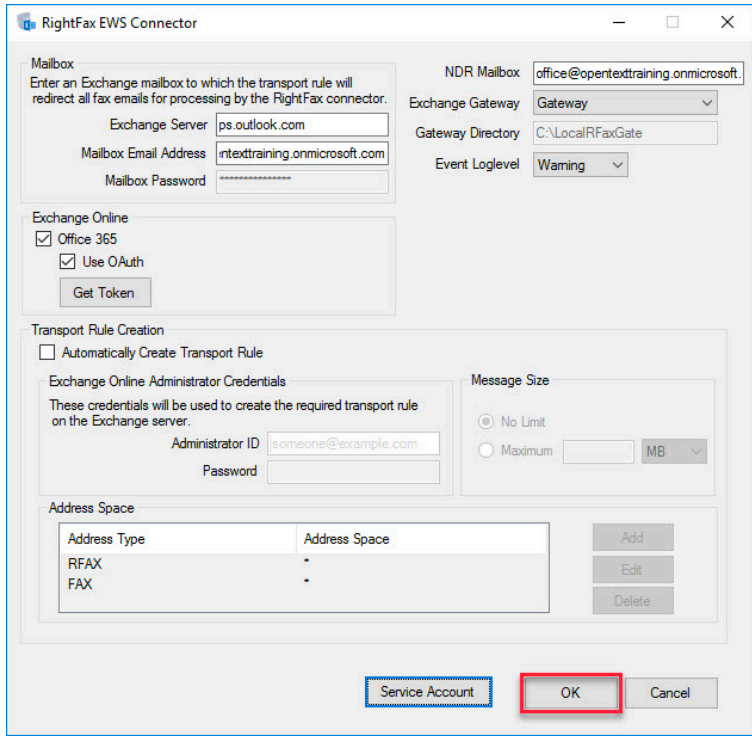 RightFax EWS Connector
Mailbox
Enter an Exchange mailbox to which the transport rule will
redirect all fax emails for processing by the RightFax connector.
Exchange Server ps.outlook.com
Mailbox Email Address entexttraining.onmicrosoft.com
Mailbox Password ***************
NDR Mailbox office@opentexttraining.onmicrosoft.
Exchange Gateway Gateway
Gateway Directory C:\LocalRFaxGate
Event Loglevel Warning
Exchange Online
Office 365
Use OAuth
Get Token
Transport Rule Creation
Automatically Create Transport Rule
Exchange Online Administrator Credentials
These credentials will be used to create the required transport rule
on the Exchange server.
Administrator ID someone@example.com
Password
Message Size
No Limit
Maximum MB
Address Space
Address Type Address Space
RFAX *
FAX *
Add
Edit
Delete
Service Account OK Cancel